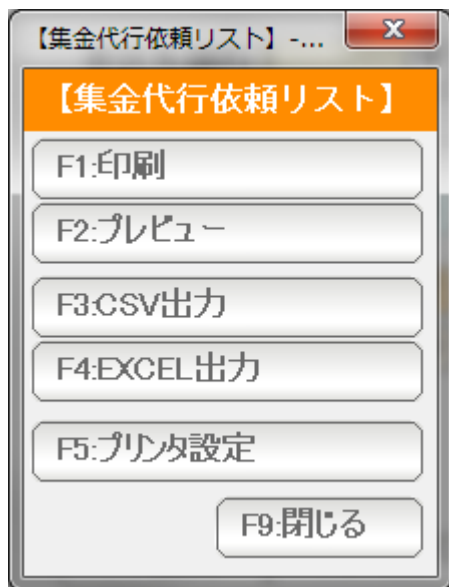 【集金代行依頼リスト】-...
【集金代行依頼リスト】
F1:印刷
F2:プレビュー
F3:CSV出力
F4:EXCEL出力
F5:プリンタ設定
F9:閉じる